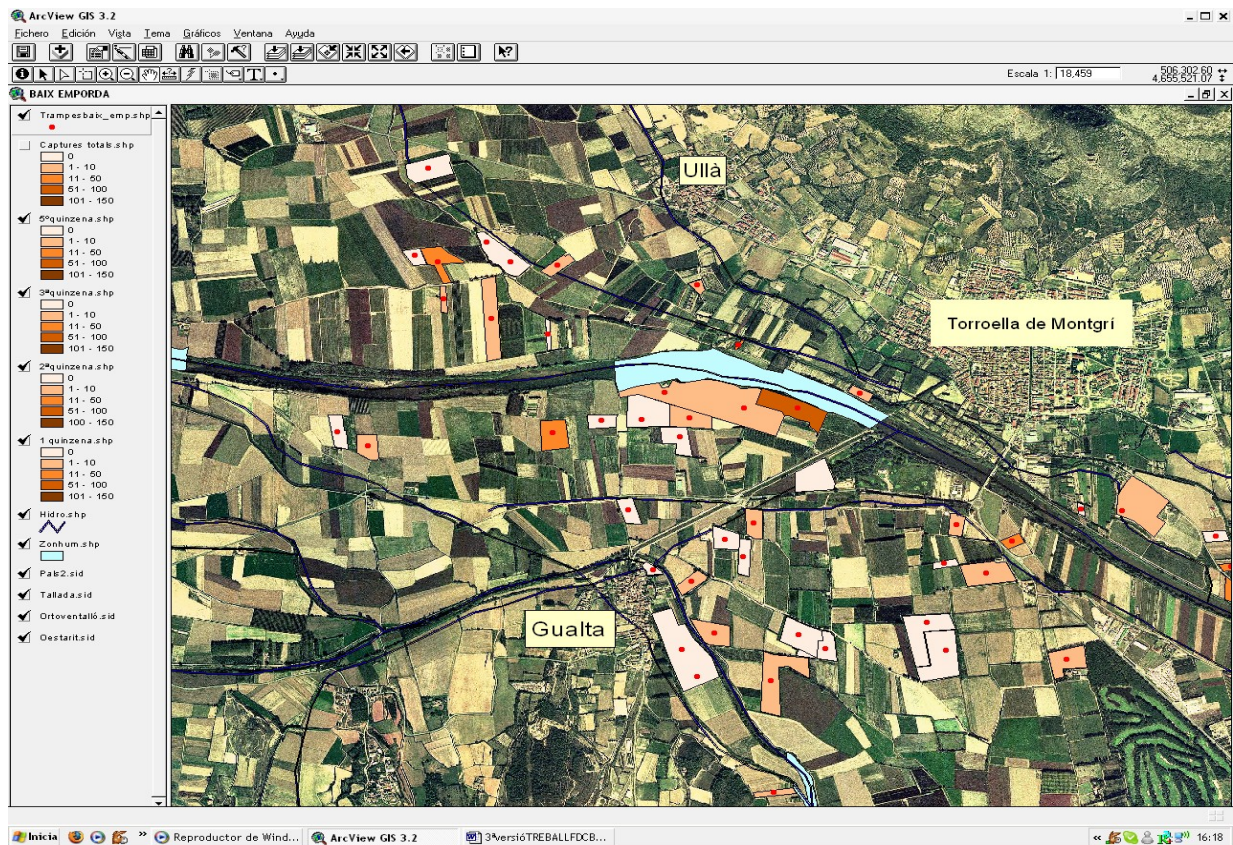 ArcView GIS 3.2
Fichero Edición Vista Tema Gráficos Ventana Ayuda
Escala 1: 18,459
506,302.60
4,655,521.07
BAIX EMPORDA
Trampesbaix_emp.shp
Captures totals.shp
0
1 - 10
11 - 50
51 - 100
101 - 150
5ºquinzena.shp
0
1 - 10
11 - 50
51 - 100
101 - 150
3ªquinzena.shp
0
1 - 10
11 - 50
51 - 100
101 - 150
2ªquinzena.shp
0
1 - 10
11 - 50
51 - 100
100 - 150
1 quinzena.shp
0
1 - 10
11 - 50
51 - 100
101 - 150
Hidro.shp
Zonhum.shp
Pals2.sid
Tallada.sid
Ortoventalló.sid
Oestarit.sid
Ullà
Torroella de Montgrí
Gualta
Inicia
Reproductor de Wind...
ArcView GIS 3.2
3ªversióTREBALLFDCB...
16:18